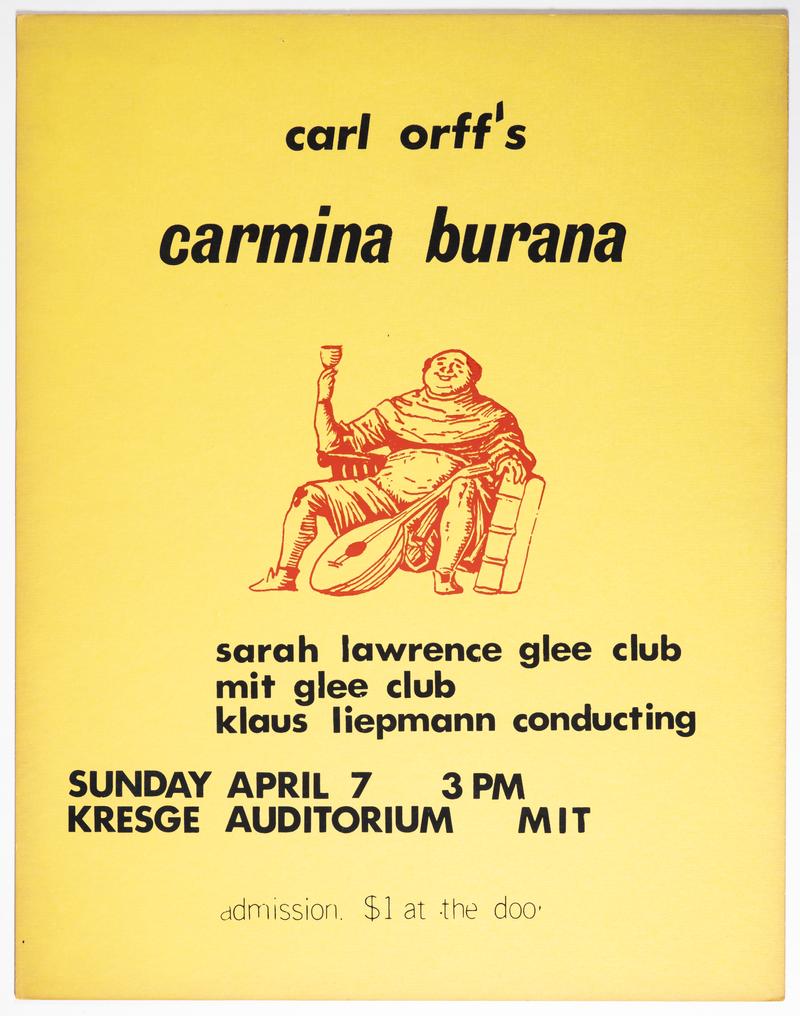 carl orff's
carmina burana
sarah lawrence glee club
mit glee club
klaus liepmann conducting
SUNDAY APRIL 7 3 PM
KRESGE AUDITORIUM MIT
admission. $1 at the doo